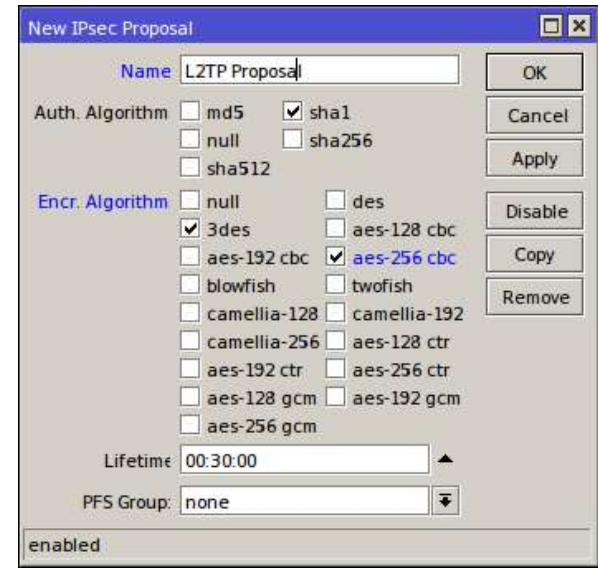 New IPsec Proposal
Name L2TP Proposal
OK
Auth. Algorithm md5 sha1
Cancel
null sha256
sha512
Apply
Encr. Algorithm null des
Disable
3des aes-128 cbc
aes-192 cbc aes-256 cbc
Copy
blowfish twofish
Remove
camellia-128 camellia-192
camellia-256 aes-128 ctr
aes-192 ctr aes-256 ctr
aes-128 gcm aes-192 gcm
aes-256 gcm
Lifetime 00:30:00
PFS Group: none
enabled